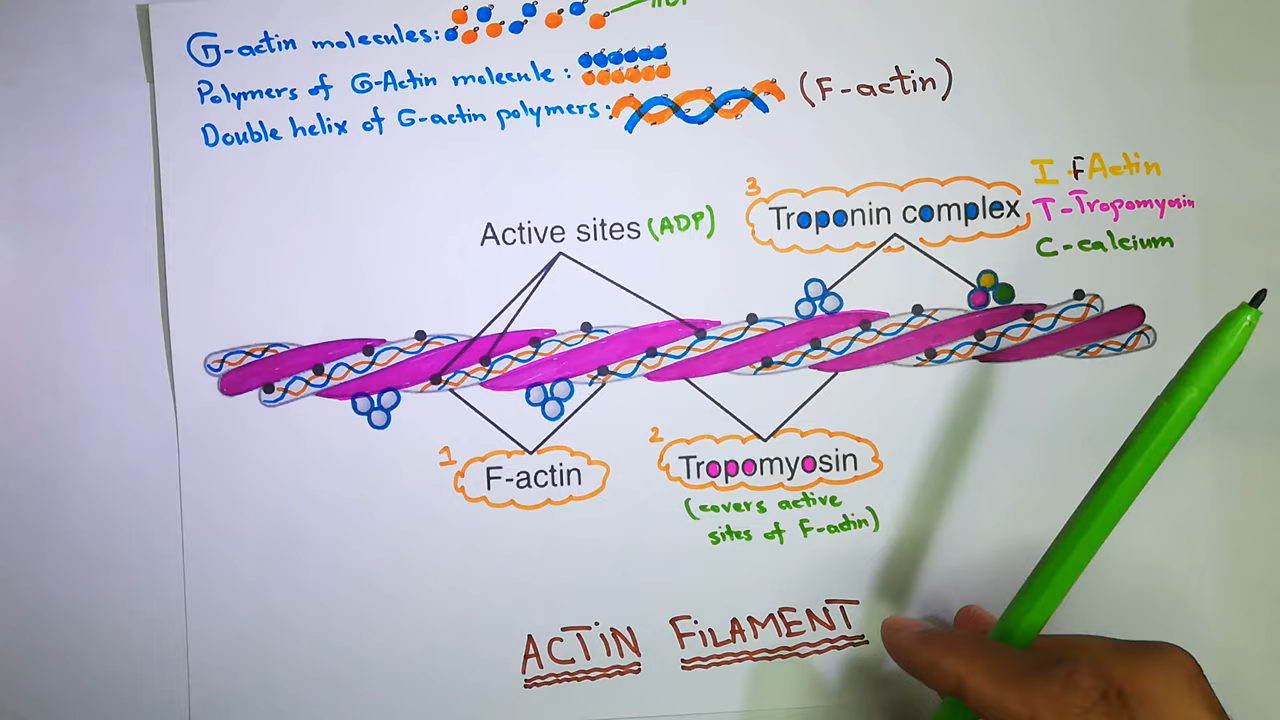 G-actin molecules:
Polymers of G-Actin molecule :
Double helix of G-actin polymers: (F-actin)
3
I - FActin
Troponin complex
T-Tropomyosin
Active sites (ADP)
C-calcium
1
F-actin
2
Tropomyosin
(covers active
sites of F-actin)
ACTiN FiLAMENT